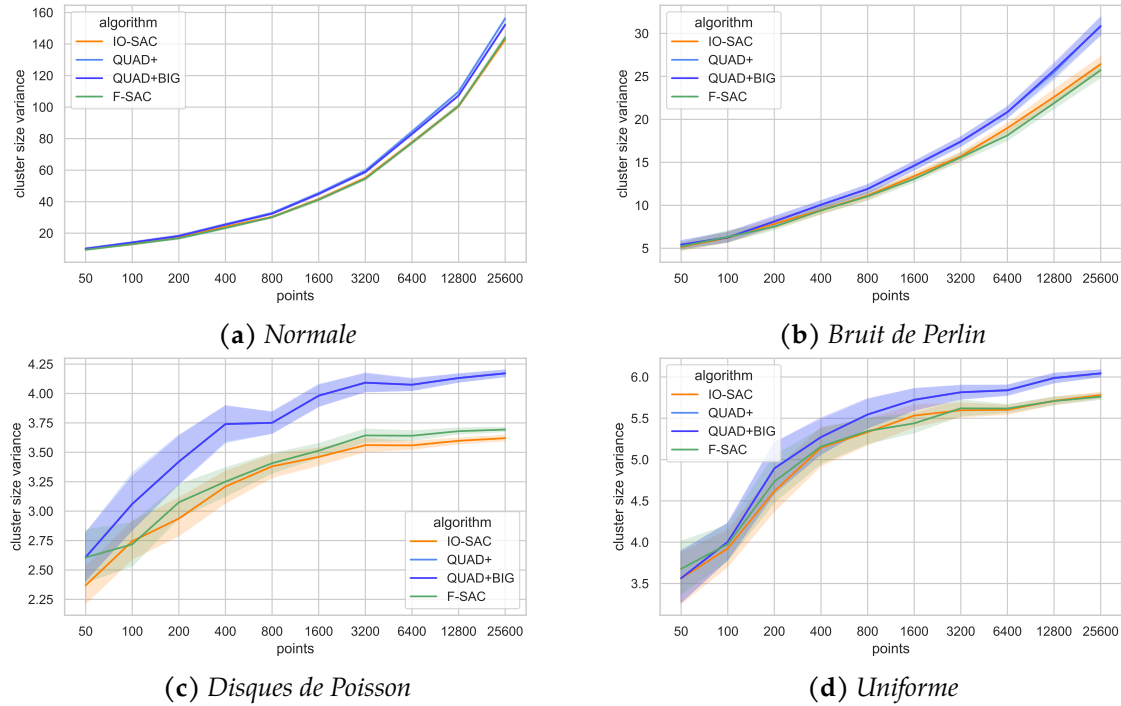 algorithm
IO-SAC
QUAD+
QUAD+BIG
F-SAC
cluster size variance
160
140
120
100
80
60
40
20
50 100 200 400 800 1600 3200 6400 12800 25600
points
(a) Normale
algorithm
IO-SAC
QUAD+
QUAD+BIG
F-SAC
cluster size variance
30
25
20
15
10
5
50 100 200 400 800 1600 3200 6400 12800 25600
points
(b) Bruit de Perlin
cluster size variance
4.25
4.00
3.75
3.50
3.25
3.00
2.75
2.50
2.25
algorithm
IO-SAC
QUAD+
QUAD+BIG
F-SAC
50 100 200 400 800 1600 3200 6400 12800 25600
points
(c) Disques de Poisson
algorithm
IO-SAC
QUAD+
QUAD+BIG
F-SAC
cluster size variance
6.0
5.5
5.0
4.5
4.0
3.5
50 100 200 400 800 1600 3200 6400 12800 25600
points
(d) Uniforme